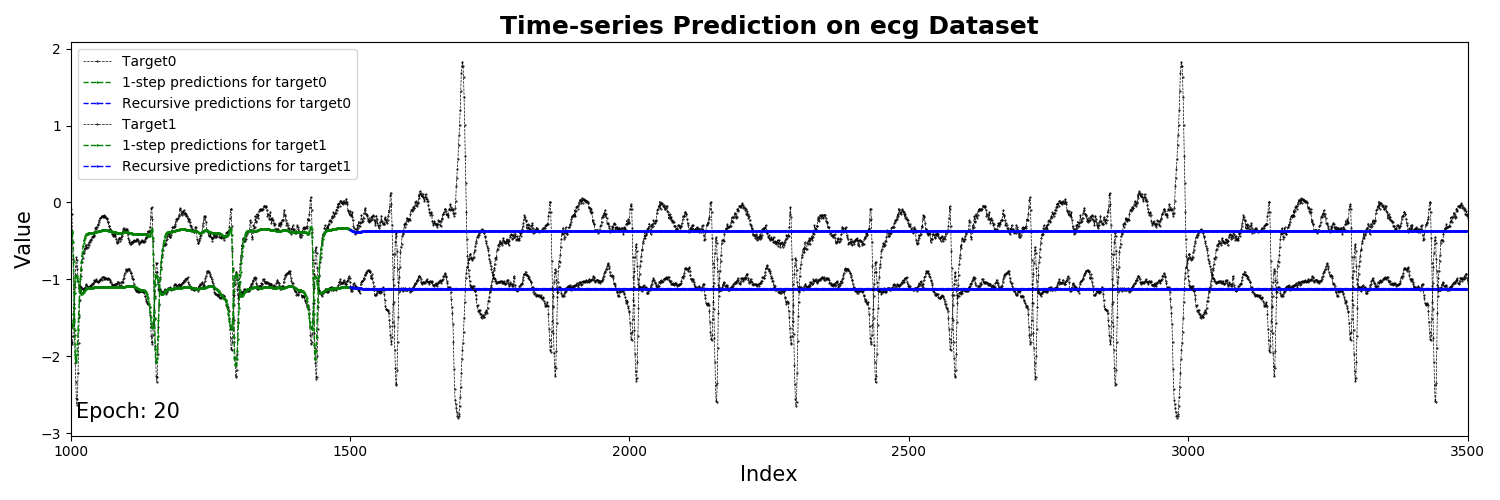 Time-series Prediction on ecg Dataset
Target0
1-step predictions for target0
Recursive predictions for target0
Target1
1-step predictions for target1
Recursive predictions for target1
2
1
0
−1
−2
−3
Value
Epoch: 20
1000
1500
2000
2500
3000
3500
Index